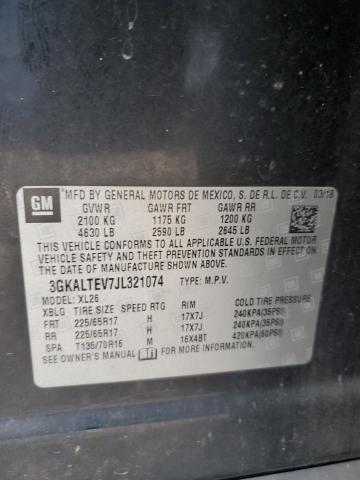 GM
MFD BY GENERAL MOTORS DE MEXICO, S. DE R.L. DE C.V. 03/18
GVWR GAWR FRT GAWR RR
2100 KG 1175 KG 1200 KG
4630 LB 2590 LB 2645 LB
THIS VEHICLE CONFORMS TO ALL APPLICABLE U.S. FEDERAL MOTOR
VEHICLE SAFETY AND THEFT PREVENTION STANDARDS IN EFFECT
ON THE DATE OF MANUFACTURE SHOWN ABOVE.
3GKALTEV7JL321074 TYPE: M.P.V.
MODEL: XL26
XBLG TIRE SIZE SPEED RTG RIM COLD TIRE PRESSURE
FRT 225/65R17 H 17X7J 240KPA(35PSI)
RR 225/65R17 H 17X7J 240KPA(35PSI)
SPA T135/70R16 M 16X4BT 420KPA(60PSI)
SEE OWNER'S MANUAL FOR MORE INFORMATION.